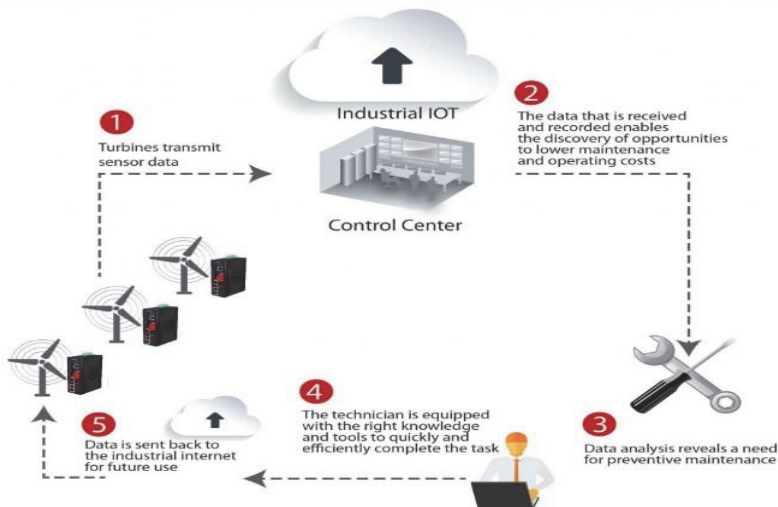 1
Turbines transmit
sensor data
Industrial IOT
Control Center
2
The data that is received
and recorded enables
the discovery of opportunities
to lower maintenance
and operating costs
3
Data analysis reveals a need
for preventive maintenance
4
The technician is equipped
with the right knowledge
and tools to quickly and
efficiently complete the task
5
Data is sent back to
the industrial internet
for future use